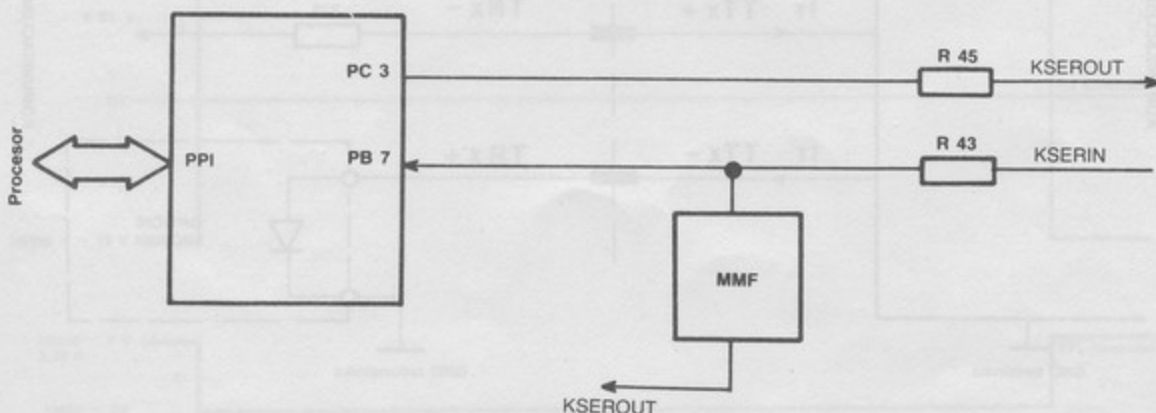 PC 3
R 45
KSEROUT
Procesor
PPI
PB 7
R 43
KSERIN
MMF
KSEROUT